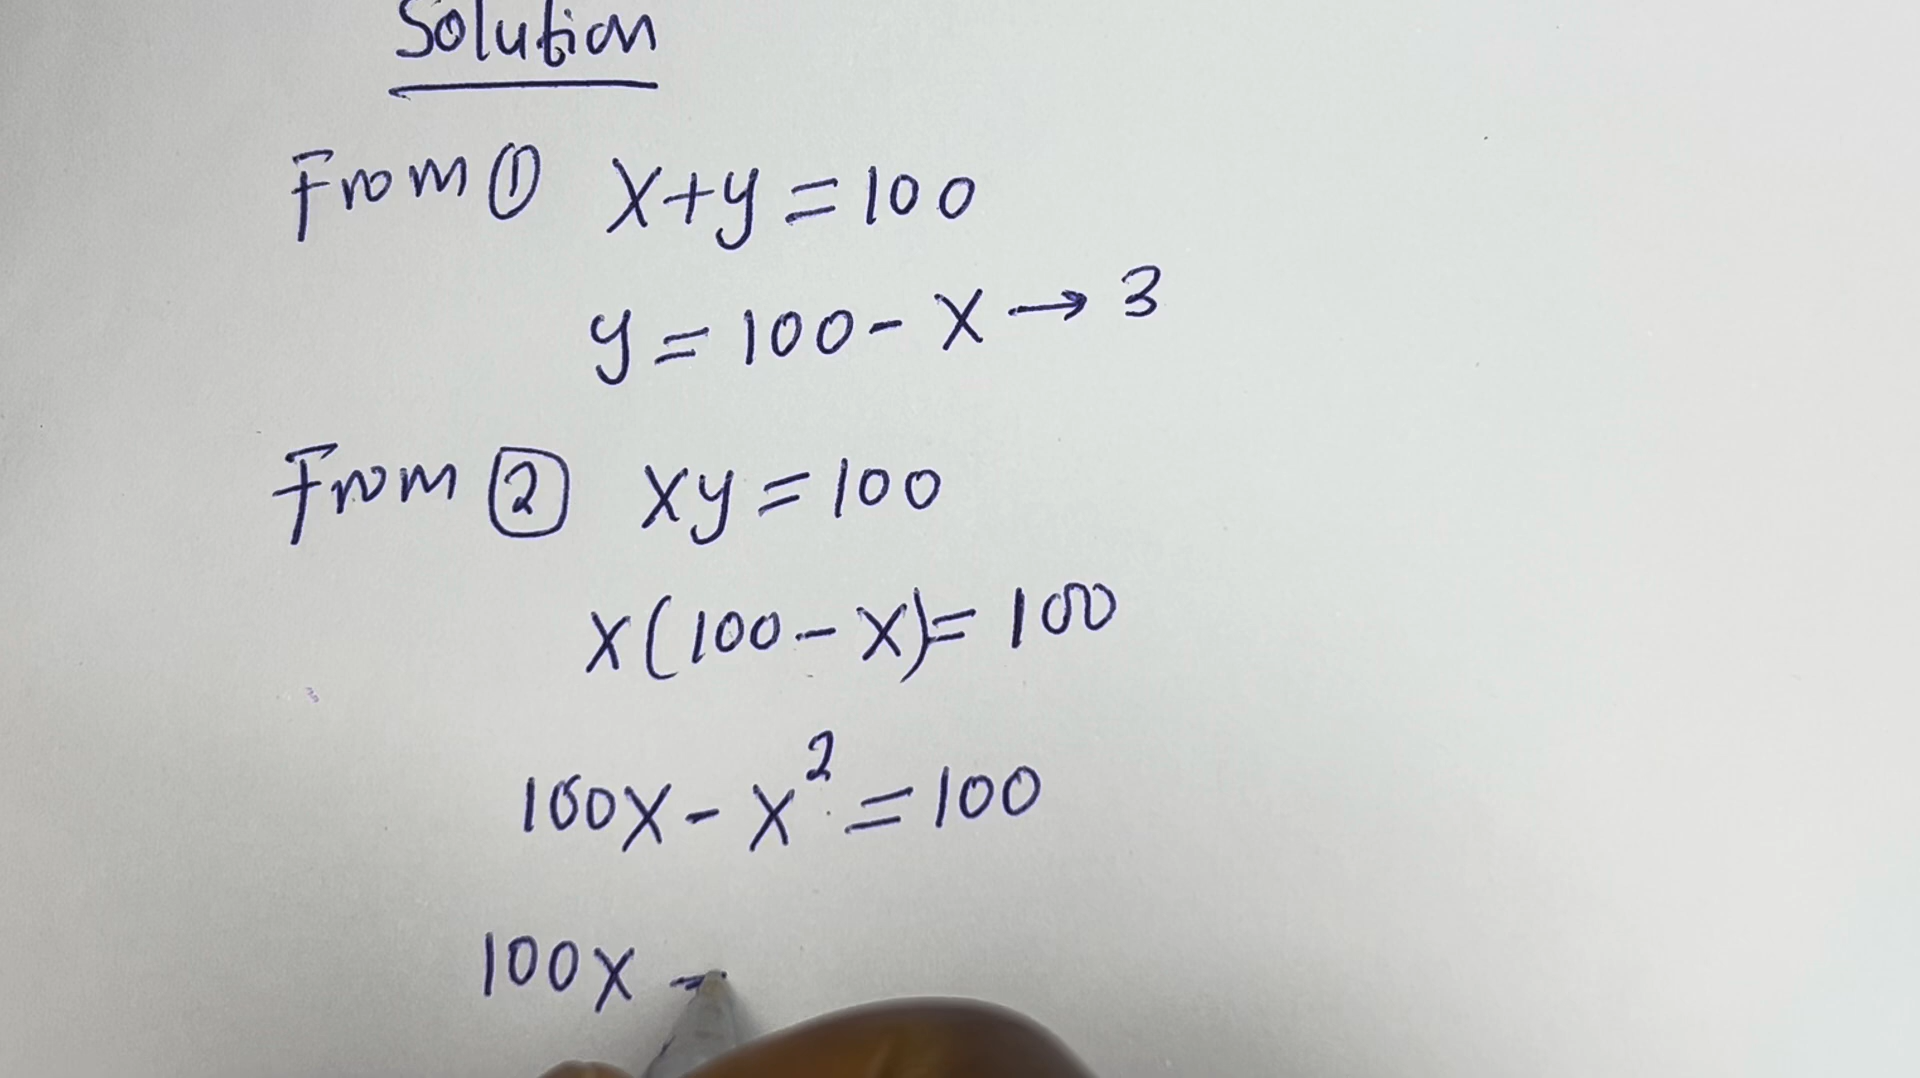 Solution
From ① x+y=100
y=100-x→3
From ② xy=100
x(100-x)=100
100x-x²=100
100x-